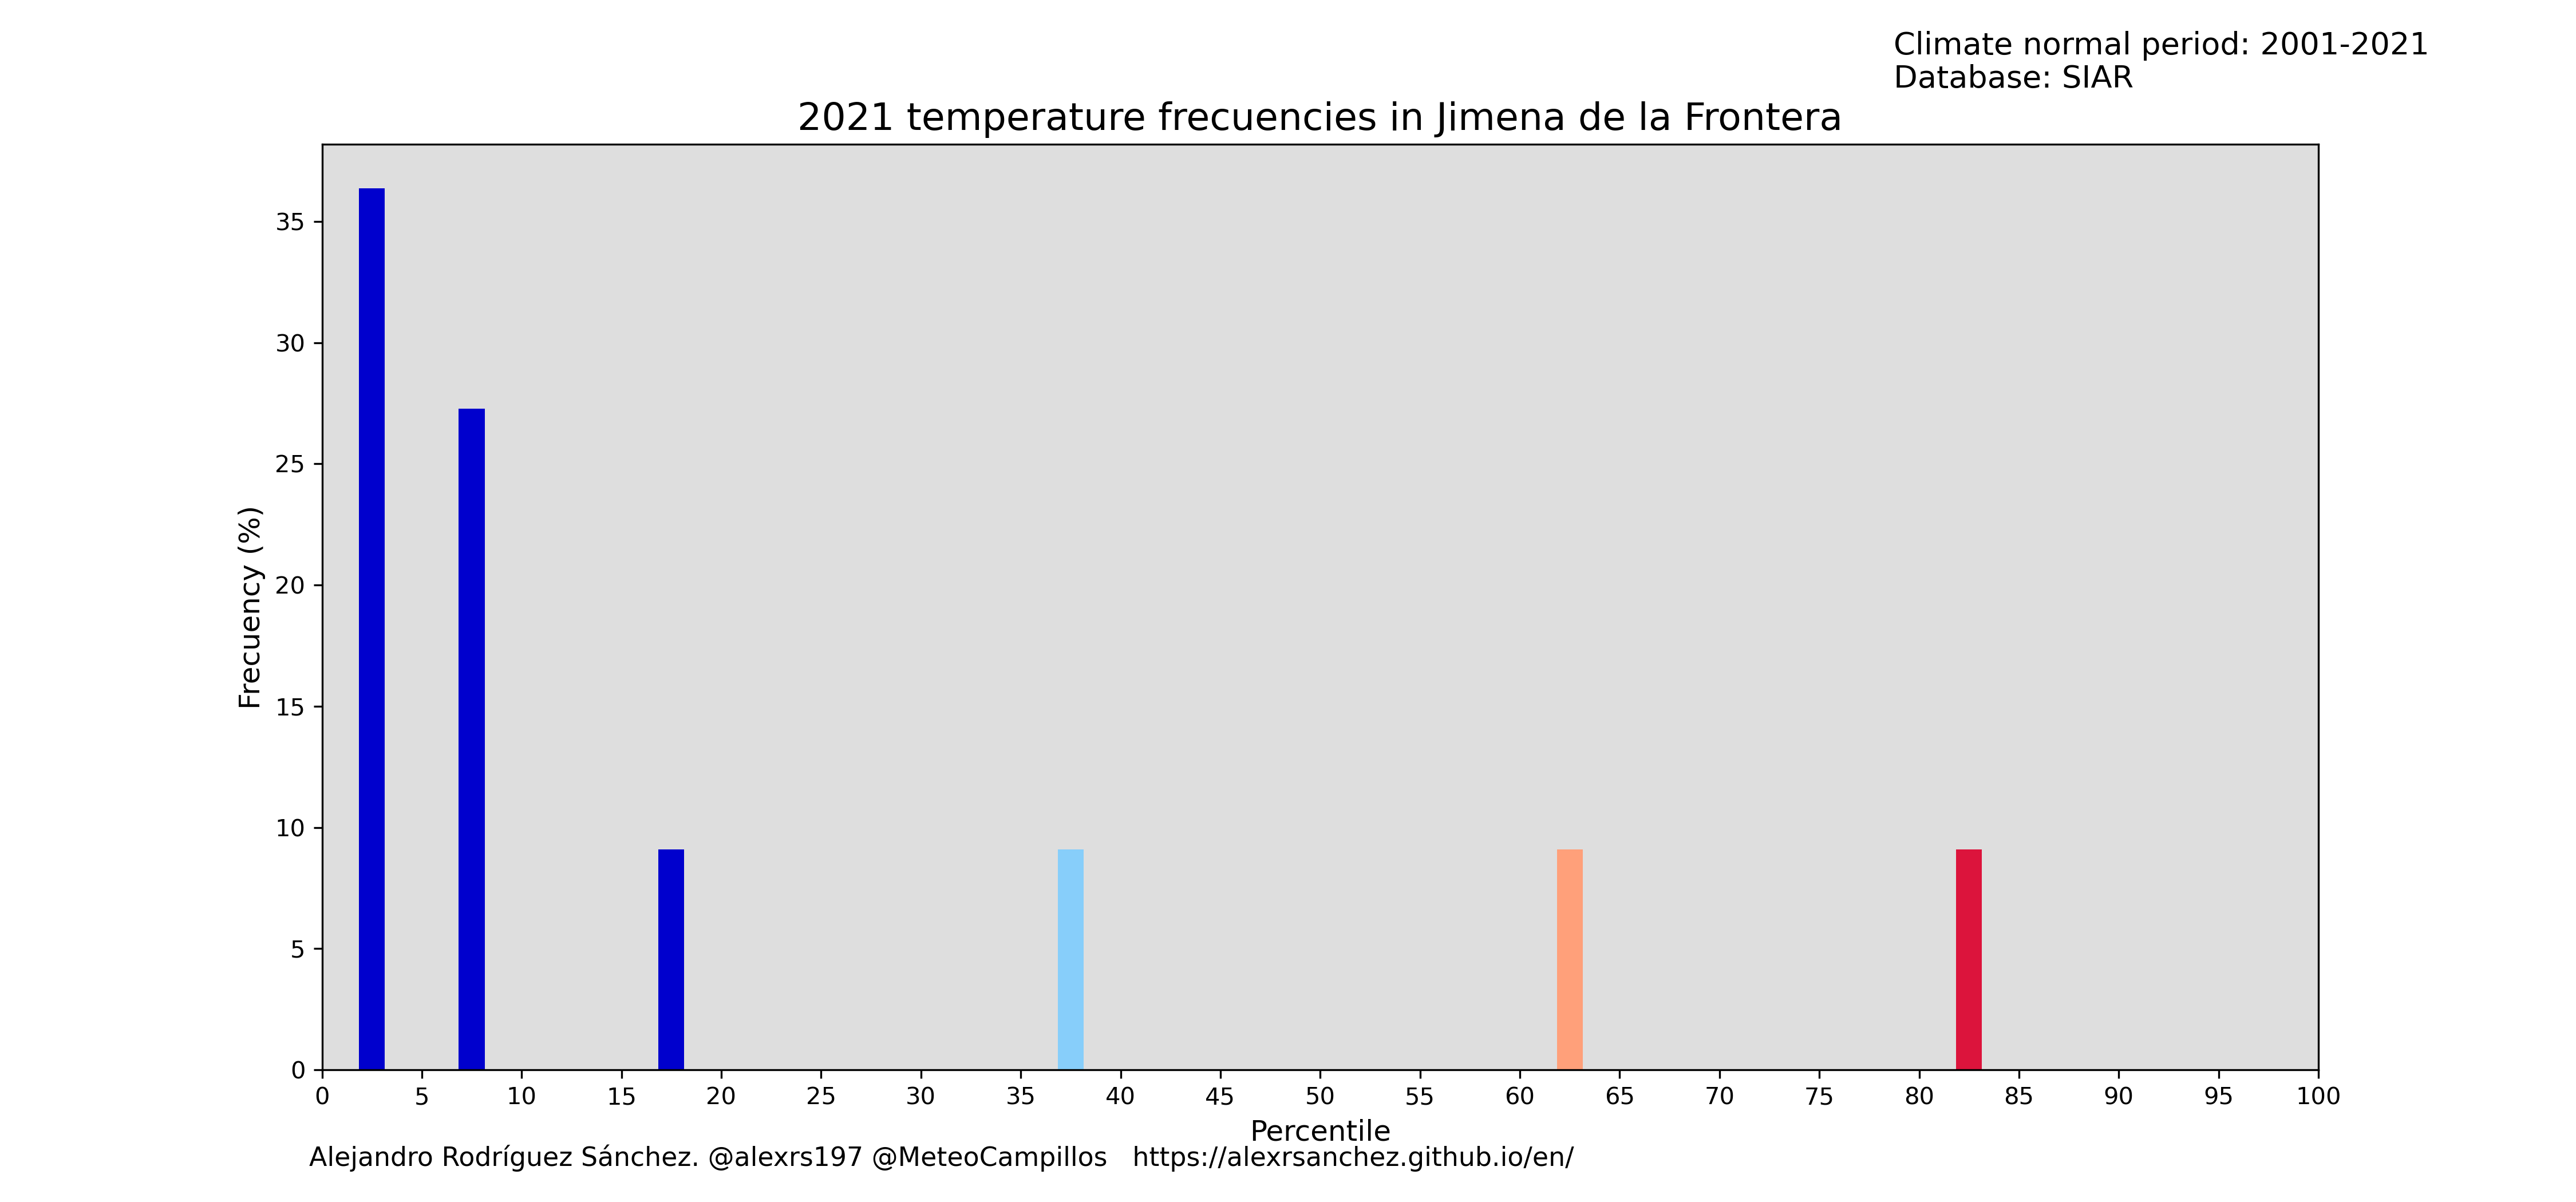 Climate normal period: 2001-2021
Database: SIAR
2021 temperature frecuencies in Jimena de la Frontera
35
30
25
20
15
10
5
0
Frecuency (%)
0 5 10 15 20 25 30 35 40 45 50 55 60 65 70 75 80 85 90 95 100
Percentile
Alejandro Rodríguez Sánchez. @alexrs197 @MeteoCampillos https://alexrsanchez.github.io/en/